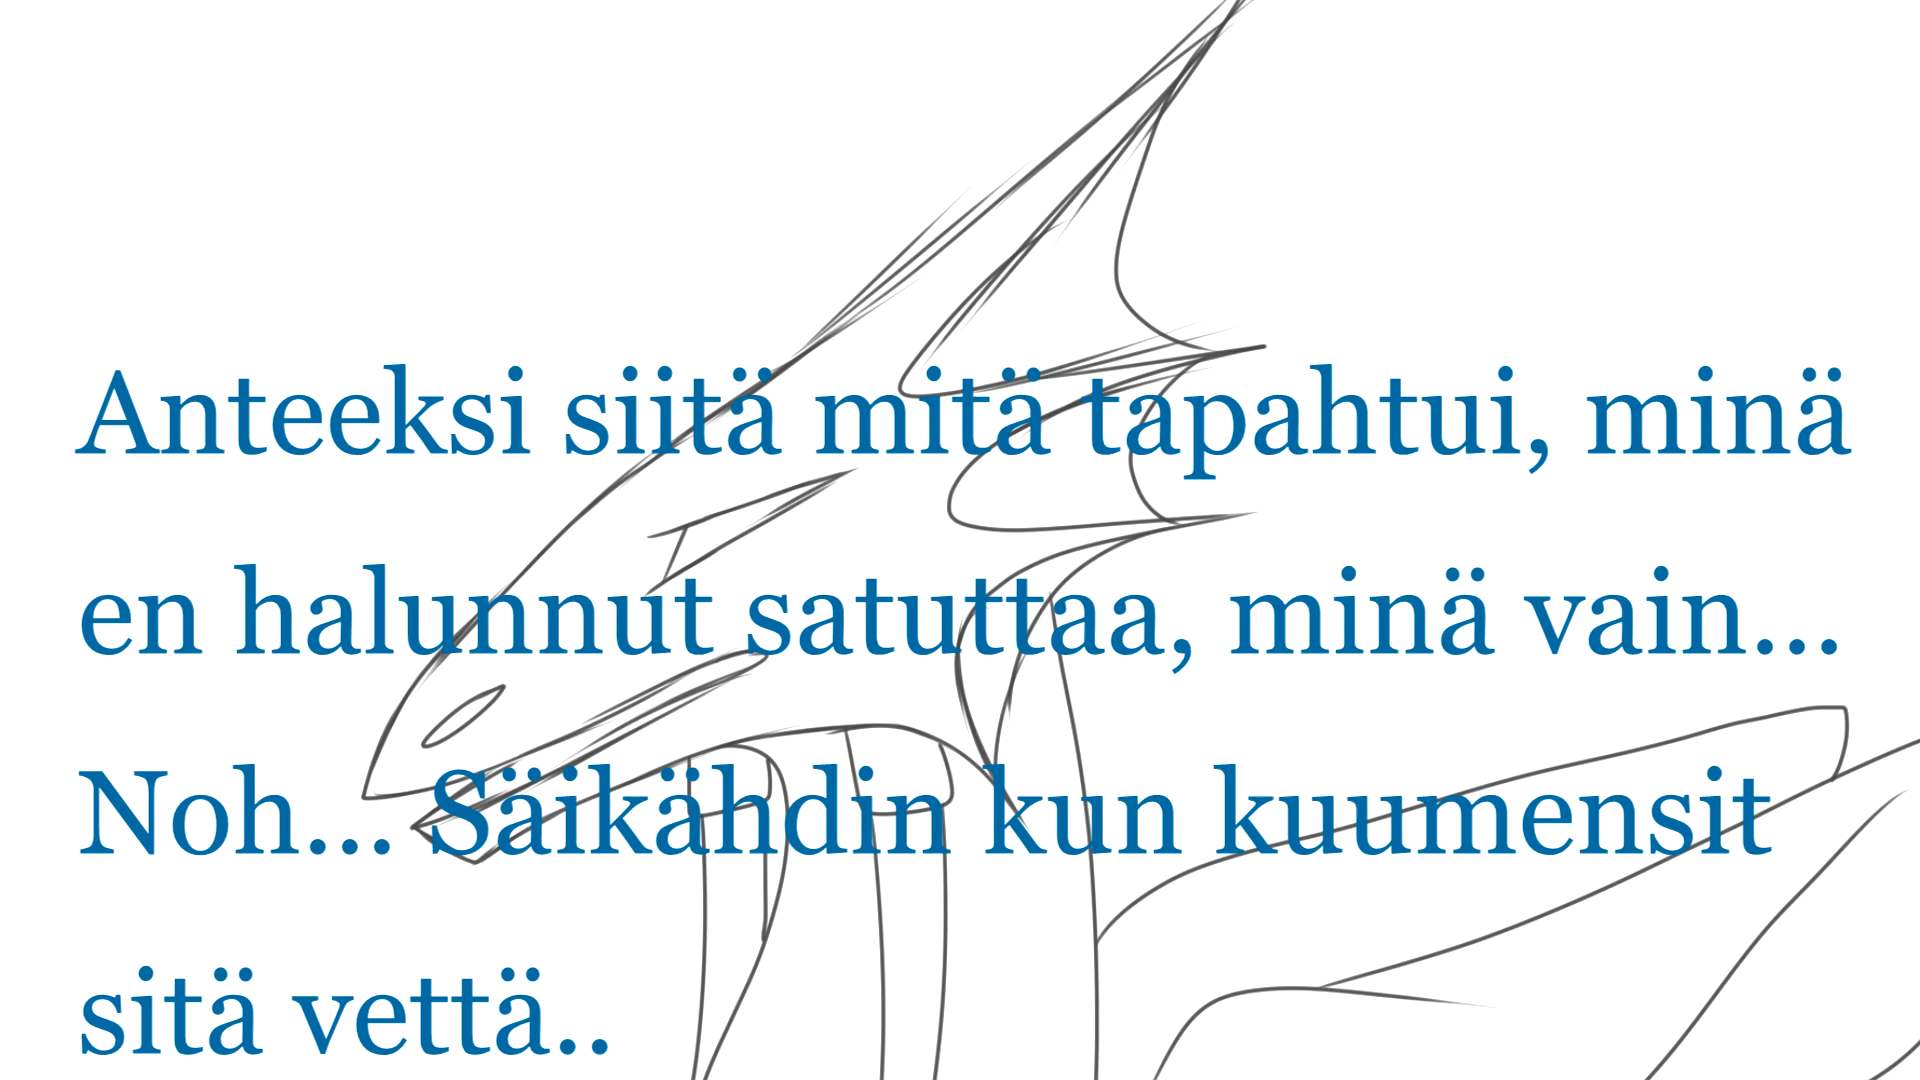 Anteeksi siitä mitä tapahtui, minä
en halunnut satuttaa, minä vain...
Noh... Säikähdin kun kuumensit
sitä vettä..